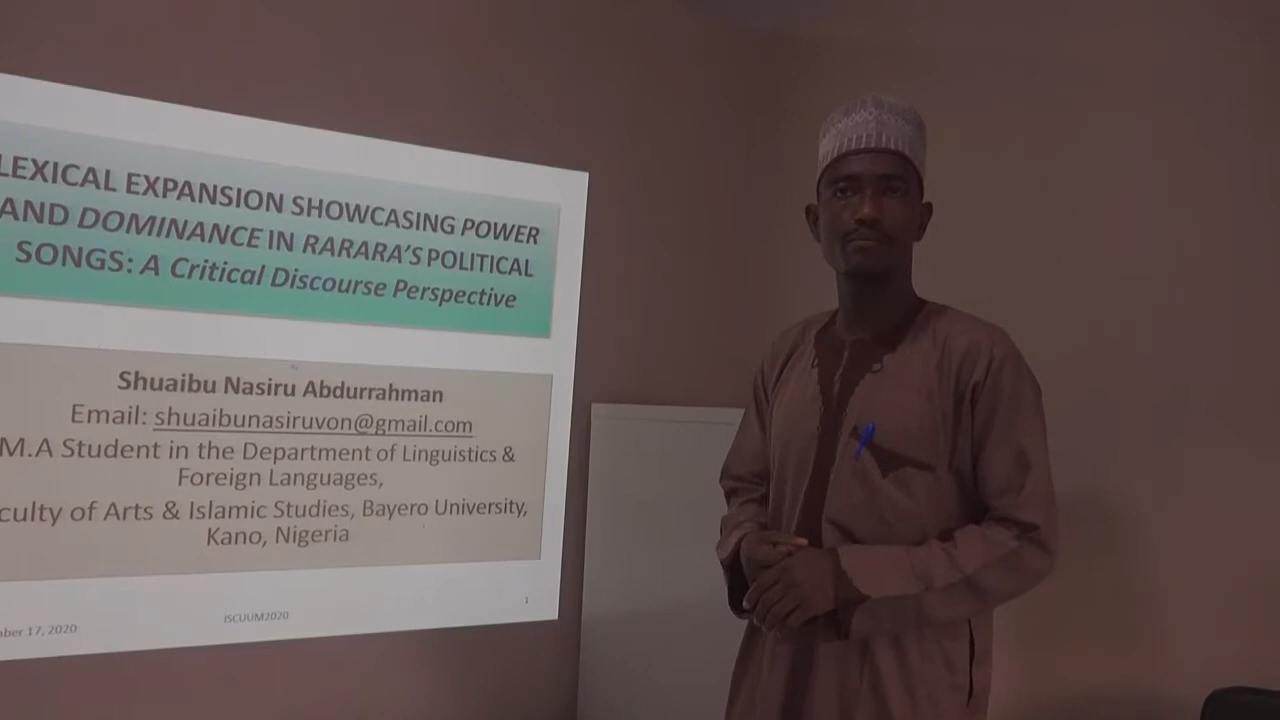 LEXICAL EXPANSION SHOWCASING POWER
AND DOMINANCE IN RARARA'S POLITICAL
SONGS: A Critical Discourse Perspective
Shuaibu Nasiru Abdurrahman
Email: shuaibunasiruvon@gmail.com
M.A Student in the Department of Linguistics &
Foreign Languages,
culty of Arts & Islamic Studies, Bayero University,
Kano, Nigeria
1
ISCUUM2020
ber 17, 2020